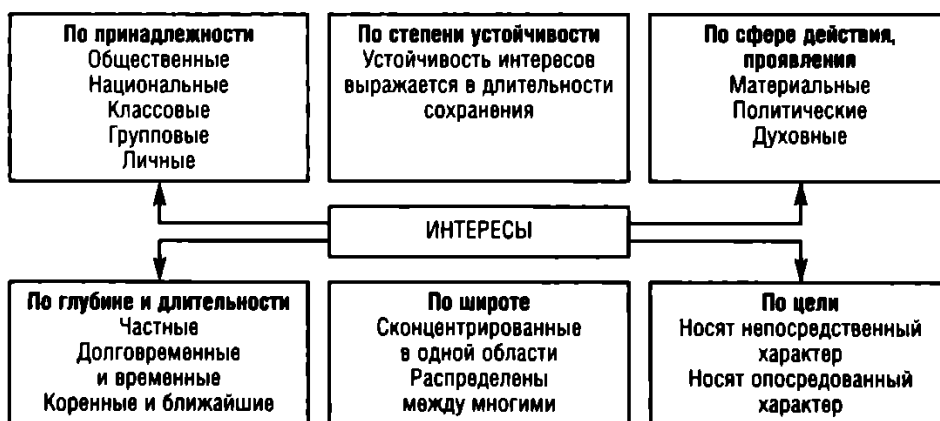 По принадлежности
Общественные
Национальные
Классовые
Групповые
Личные
По степени устойчивости
Устойчивость интересов
выражается в длительности
сохранения
По сфере действия,
проявления
Материальные
Политические
Духовные
ИНТЕРЕСЫ
По глубине и длительности
Частные
Долговременные
и временные
Коренные и ближайшие
По широте
Сконцентрированные
в одной области
Распределены
между многими
По цели
Носят непосредственный
характер
Носят опосредованный
характер